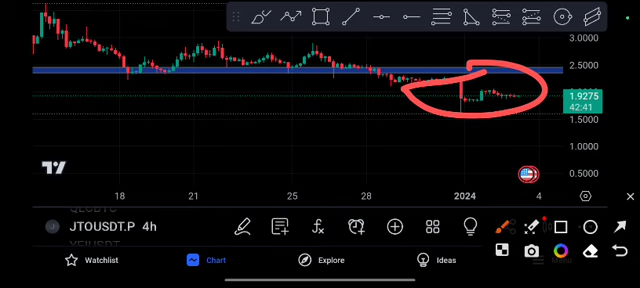 3.0000
2.5000
1.9275
42:41
1.5000
1.0000
0.5000
18 21 25 28 2024 4
JTOUSDT.P 4h
Watchlist Chart Explore Ideas